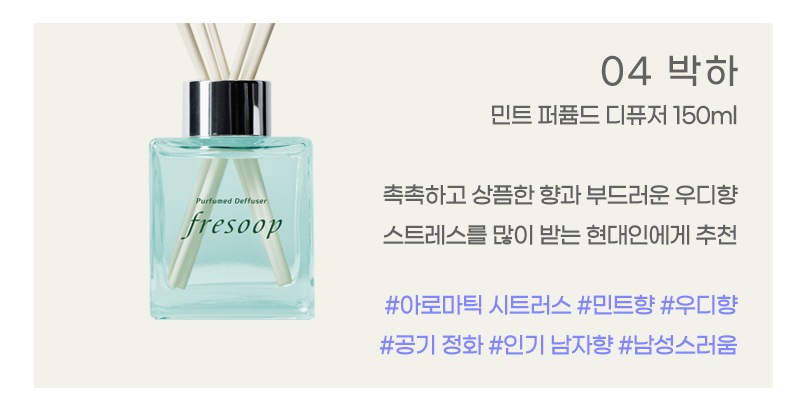 04 박하
민트 퍼퓸드 디퓨저 150ml
Purfumed Deffuser
fresoop
촉촉하고 상픔한 향과 부드러운 우디향
스트레스를 많이 받는 현대인에게 추천
#아로마틱 시트러스 #민트향 #우디향
#공기 정화 #인기 남자향 #남성스러움